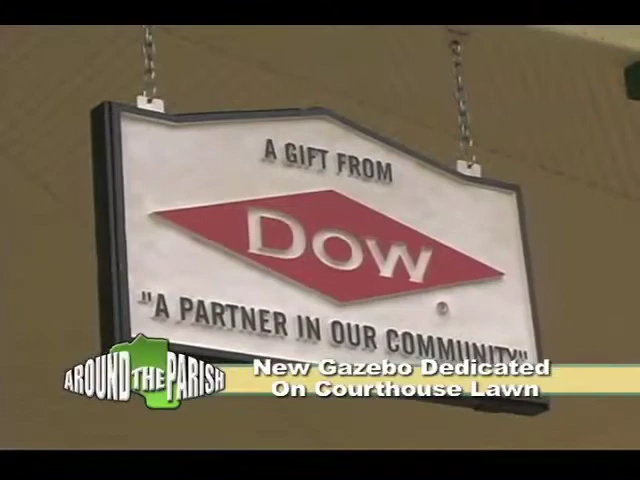 A GIFT FROM
DOW
®
"A PARTNER IN OUR COMMUNITY"
AROUND THE PARISH
New Gazebo Dedicated
On Courthouse Lawn